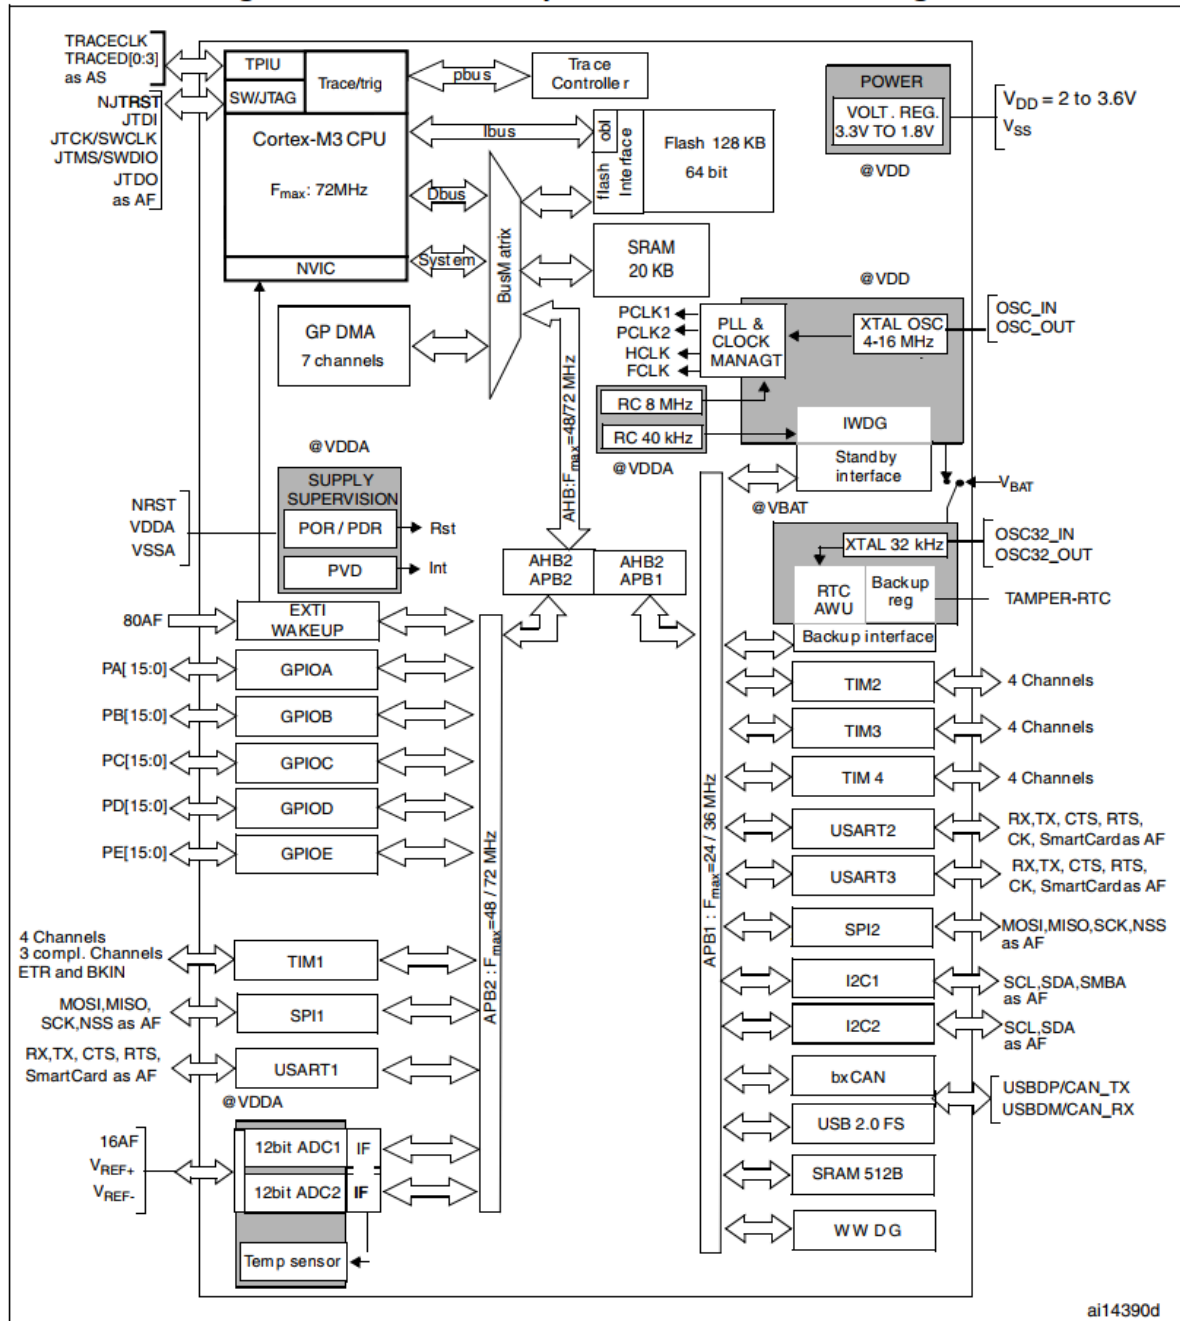 TRACECLK
TRACED[0:3]
as AS
NJTRST
JTDI
JTCK/SWCLK
JTMS/SWDIO
JTDO
as AF
TPIU
SW/JTAG
Trace/trig
Cortex-M3 CPU
Fmax: 72MHz
NVIC
pbus
Trace
Controller
Ibus
Dbus
System
BusMatrix
obl
flash
Interface
Flash 128 KB
64 bit
SRAM
20 KB
POWER
VOLT. REG.
3.3V TO 1.8V
@VDD
VDD = 2 to 3.6V
VSS
GP DMA
7 channels
AHB:Fmax=48/72 MHz
PCLK1
PCLK2
HCLK
FCLK
PLL &
CLOCK
MANAGT
@VDD
XTAL OSC
4-16 MHz
OSC_IN
OSC_OUT
RC 8 MHz
RC 40 kHz
@VDDA
IWDG
Standby
interface
VBAT
@VBAT
@VDDA
SUPPLY
SUPERVISION
POR / PDR
Rst
PVD
Int
NRST
VDDA
VSSA
AHB2
APB2
AHB2
APB1
XTAL 32 kHz
OSC32_IN
OSC32_OUT
RTC
AWU
Backup
reg
TAMPER-RTC
Backup interface
80AF
EXTI
WAKEUP
PA[15:0]
GPIOA
PB[15:0]
GPIOB
PC[15:0]
GPIOC
PD[15:0]
GPIOD
PE[15:0]
GPIOE
4 Channels
3 compl. Channels
ETR and BKIN
TIM1
MOSI,MISO,
SCK,NSS as AF
SPI1
RX,TX, CTS, RTS,
SmartCard as AF
USART1
@VDDA
16AF
VREF+
VREF-
12bit ADC1
IF
12bit ADC2
IF
Temp sensor
APB2 : Fmax=48 / 72 MHz
APB1 : Fmax=24 / 36 MHz
TIM2
4 Channels
TIM3
4 Channels
TIM 4
4 Channels
USART2
RX,TX, CTS, RTS,
CK, SmartCard as AF
USART3
RX,TX, CTS, RTS,
CK, SmartCard as AF
SPI2
MOSI,MISO,SCK,NSS
as AF
I2C1
SCL,SDA,SMBA
as AF
I2C2
SCL,SDA
as AF
bxCAN
USBDP/CAN_TX
USBDM/CAN_RX
USB 2.0 FS
SRAM 512B
WWDG
ai14390d